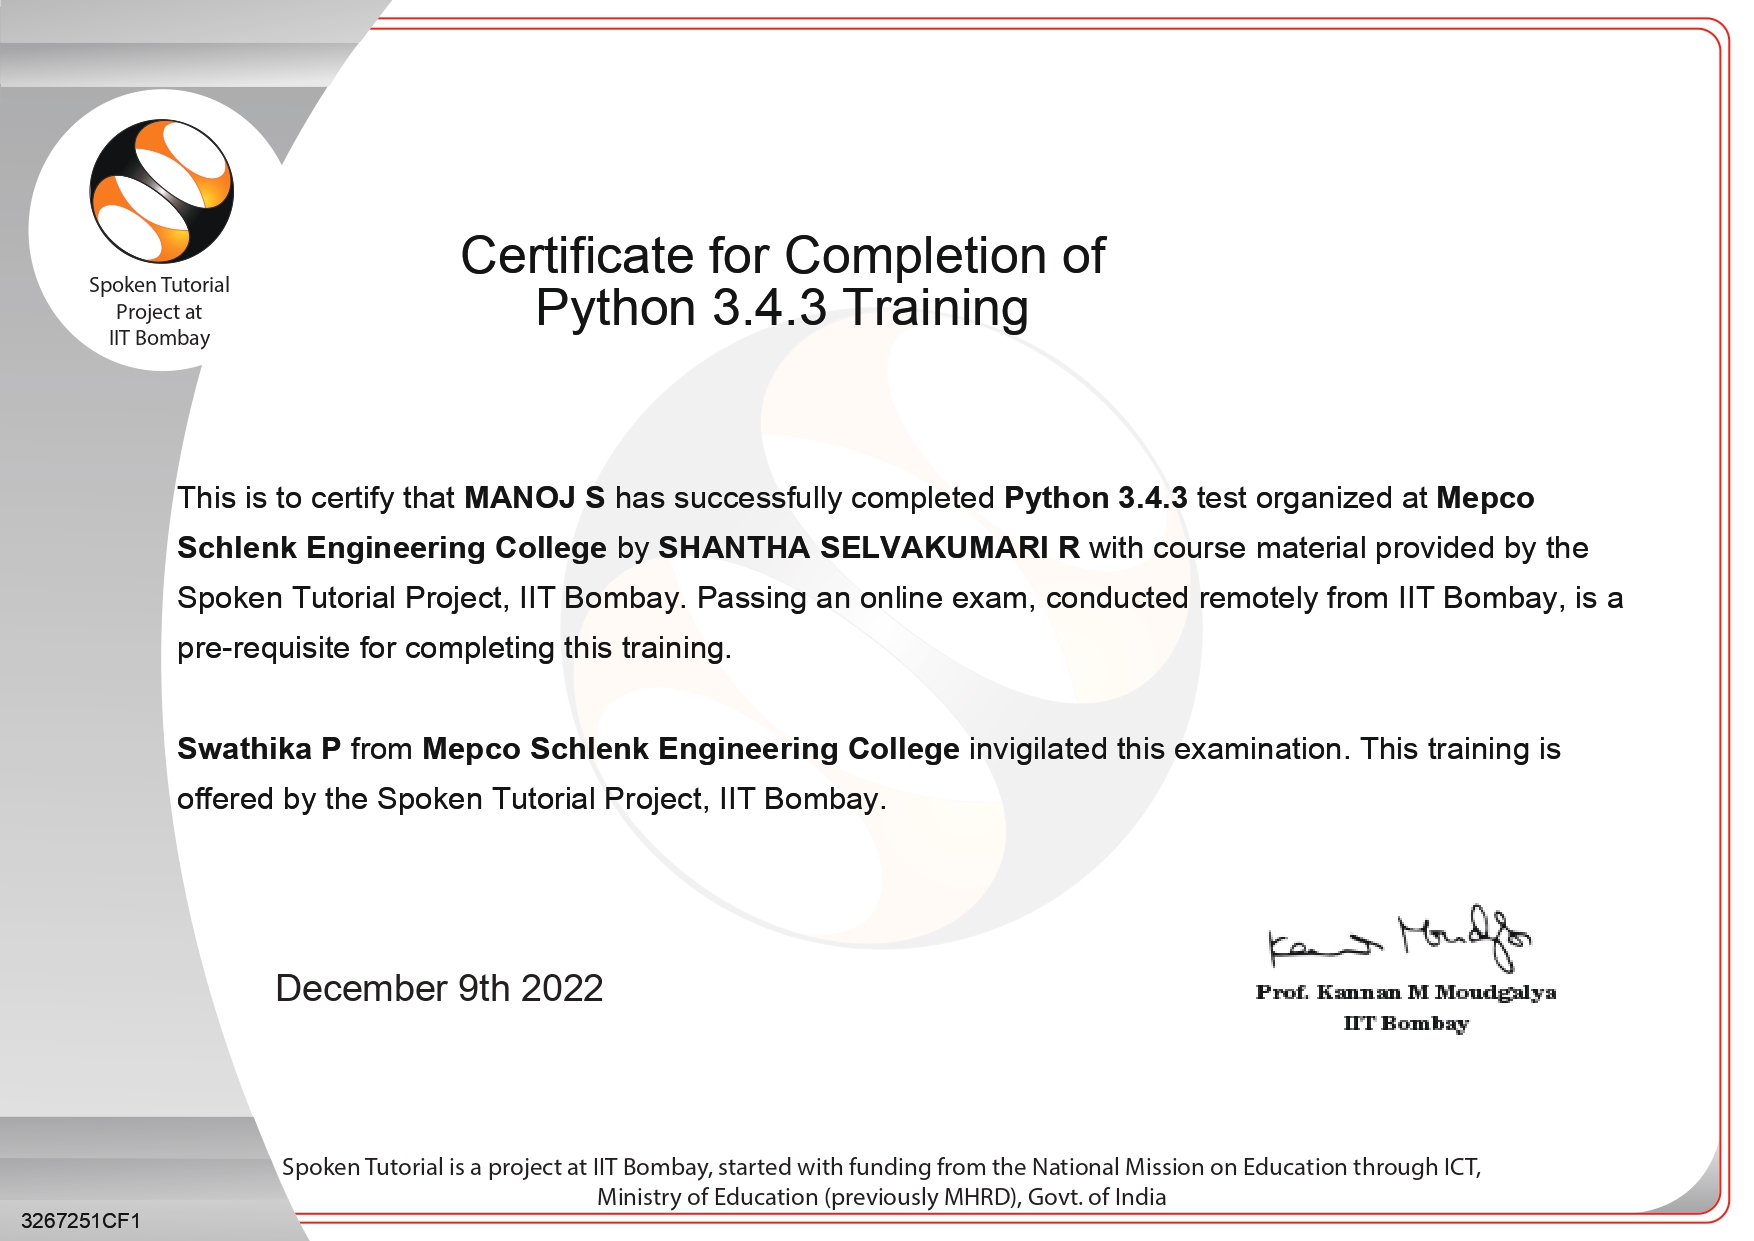 Spoken Tutorial
Project at
IIT Bombay
Certificate for Completion of
Python 3.4.3 Training
This is to certify that MANOJ S has successfully completed Python 3.4.3 test organized at Mepco
Schlenk Engineering College by SHANTHA SELVAKUMARI R with course material provided by the
Spoken Tutorial Project, IIT Bombay. Passing an online exam, conducted remotely from IIT Bombay, is a
pre-requisite for completing this training.
Swathika P from Mepco Schlenk Engineering College invigilated this examination. This training is
offered by the Spoken Tutorial Project, IIT Bombay.
Kannan Moudgalya
December 9th 2022
Prof. Kannan M Moudgalya
IIT Bombay
Spoken Tutorial is a project at IIT Bombay, started with funding from the National Mission on Education through ICT,
Ministry of Education (previously MHRD), Govt. of India
3267251CF1